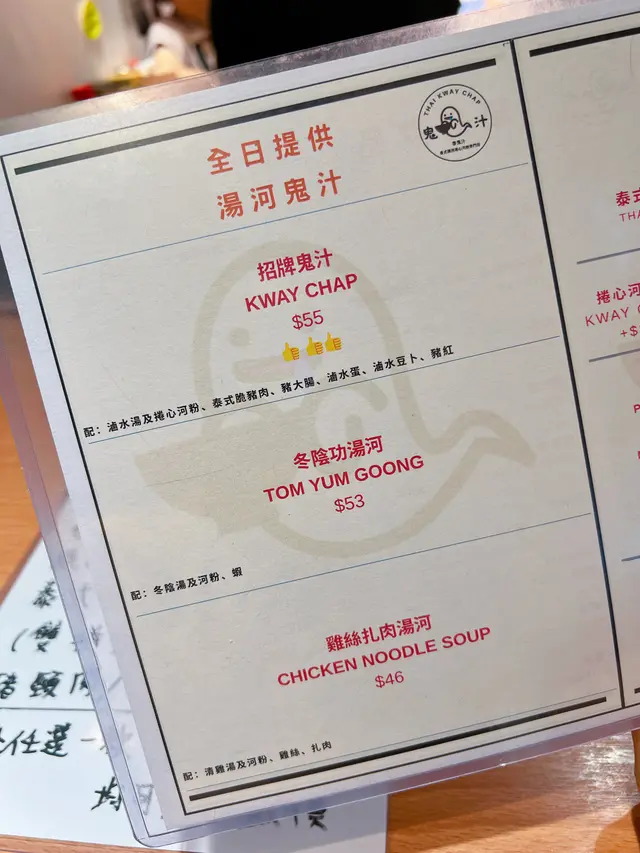 THAI KWAY CHAP
鬼汁
全日提供
湯河鬼汁
招牌鬼汁
KWAY CHAP
$55
配：滷水湯及捲心河粉、泰式脆豬肉、豬大腸、滷水蛋、滷水豆卜、豬紅
冬陰功湯河
TOM YUM GOONG
$53
配：冬陰湯及河粉、蝦
雞絲扎肉湯河
CHICKEN NOODLE SOUP
$46
配：清雞湯及河粉、雞絲、扎肉
泰式
THA
捲心河
KWAY
+$